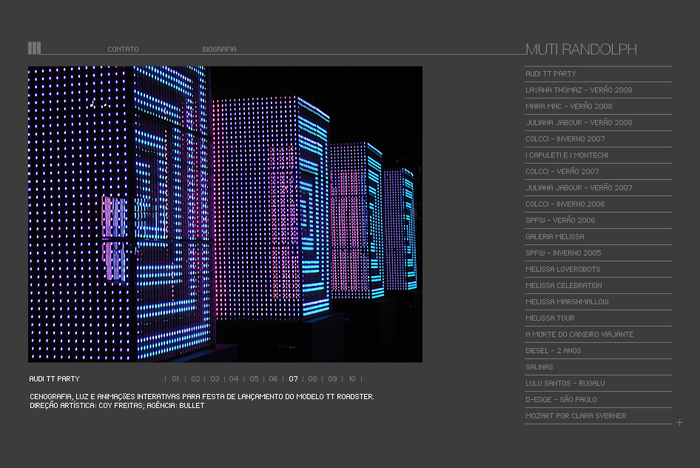 CONTATO
BIOGRAFIA
MUTI RANDOLPH
AUDI TT PARTY
LAYANA THOMAZ - VERÃO 2008
MARA MAC - VERÃO 2008
JULIANA JABOUR - VERÃO 2008
COLCCI - INVERNO 2007
I CAPULETI E I MONTECHI
COLCCI - VERÃO 2007
JULIANA JABOUR - VERÃO 2007
COLCCI - INVERNO 2006
SPFW - VERÃO 2006
GALERIA MELISSA
SPFW - INVERNO 2005
MELISSA LOVEROBOTS
MELISSA CELEBRATION
MELISSA MARSHMALLOW
MELISSA TOUR
A MORTE DO CAIXEIRO VIAJANTE
DIESEL - 2 ANOS
SALINAS
LULU SANTOS - BUGALU
D-EDGE - SÃO PAULO
MOZART POR CLARA SVERNER
AUDI TT PARTY
| 01 | 02 | 03 | 04 | 05 | 06 | 07 | 08 | 09 | 10 |
CENOGRAFIA, LUZ E ANIMAÇÕES INTERATIVAS PARA FESTA DE LANÇAMENTO DO MODELO TT ROADSTER.
DIREÇÃO ARTÍSTICA: COY FREITAS; AGÊNCIA: BULLET